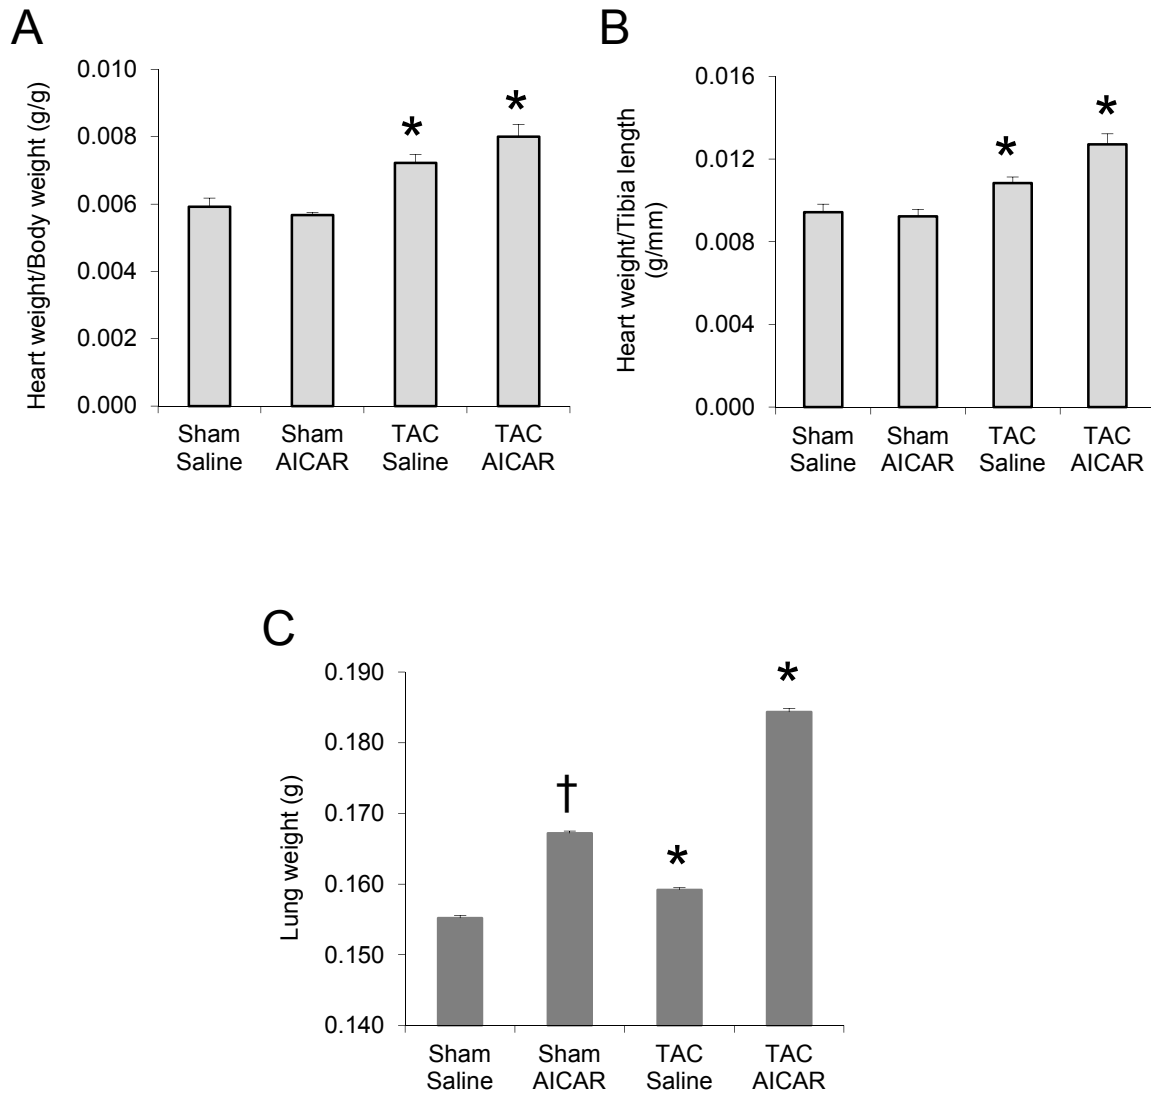 A
Heart weight/Body weight (g/g)
0.010
0.008
0.006
0.004
0.002
0.000
*
*
Sham
Saline
Sham
AICAR
TAC
Saline
TAC
AICAR
B
Heart weight/Tibia length
(g/mm)
0.016
0.012
0.008
0.004
0.000
*
*
Sham
Saline
Sham
AICAR
TAC
Saline
TAC
AICAR
C
Lung weight (g)
0.190
0.180
0.170
0.160
0.150
0.140
†
*
*
Sham
Saline
Sham
AICAR
TAC
Saline
TAC
AICAR